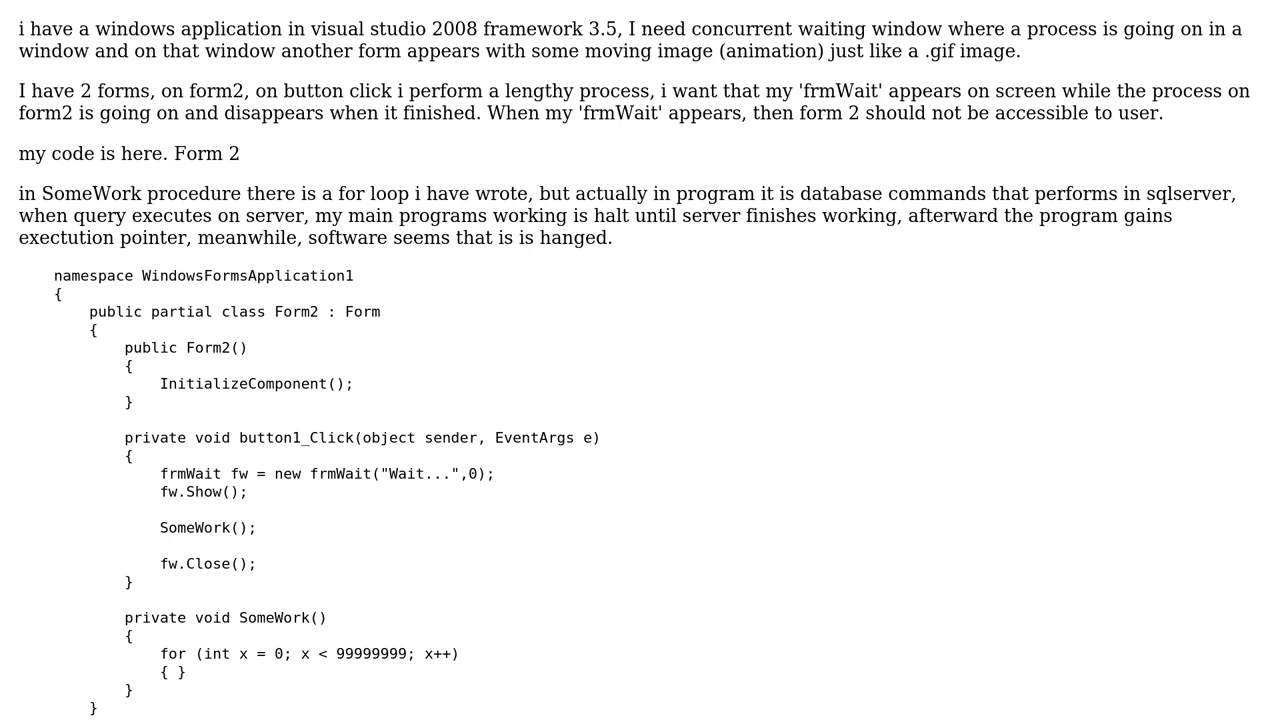 i have a windows application in visual studio 2008 framework 3.5, I need concurrent waiting window where a process is going on in a
window and on that window another form appears with some moving image (animation) just like a .gif image.
I have 2 forms, on form2, on button click i perform a lengthy process, i want that my 'frmWait' appears on screen while the process on
form2 is going on and disappears when it finished. When my 'frmWait' appears, then form 2 should not be accessible to user.
my code is here. Form 2
in SomeWork procedure there is a for loop i have wrote, but actually in program it is database commands that performs in sqlserver,
when query executes on server, my main programs working is halt until server finishes working, afterward the program gains
exectution pointer, meanwhile, software seems that is is hanged.
namespace WindowsFormsApplication1
{
    public partial class Form2 : Form
    {
        public Form2()
        {
            InitializeComponent();
        }
        private void button1_Click(object sender, EventArgs e)
        {
            frmWait fw = new frmWait("Wait...",0);
            fw.Show();
            SomeWork();
            fw.Close();
        }
        private void SomeWork()
        {
            for (int x = 0; x < 99999999; x++)
            { }
        }
    }